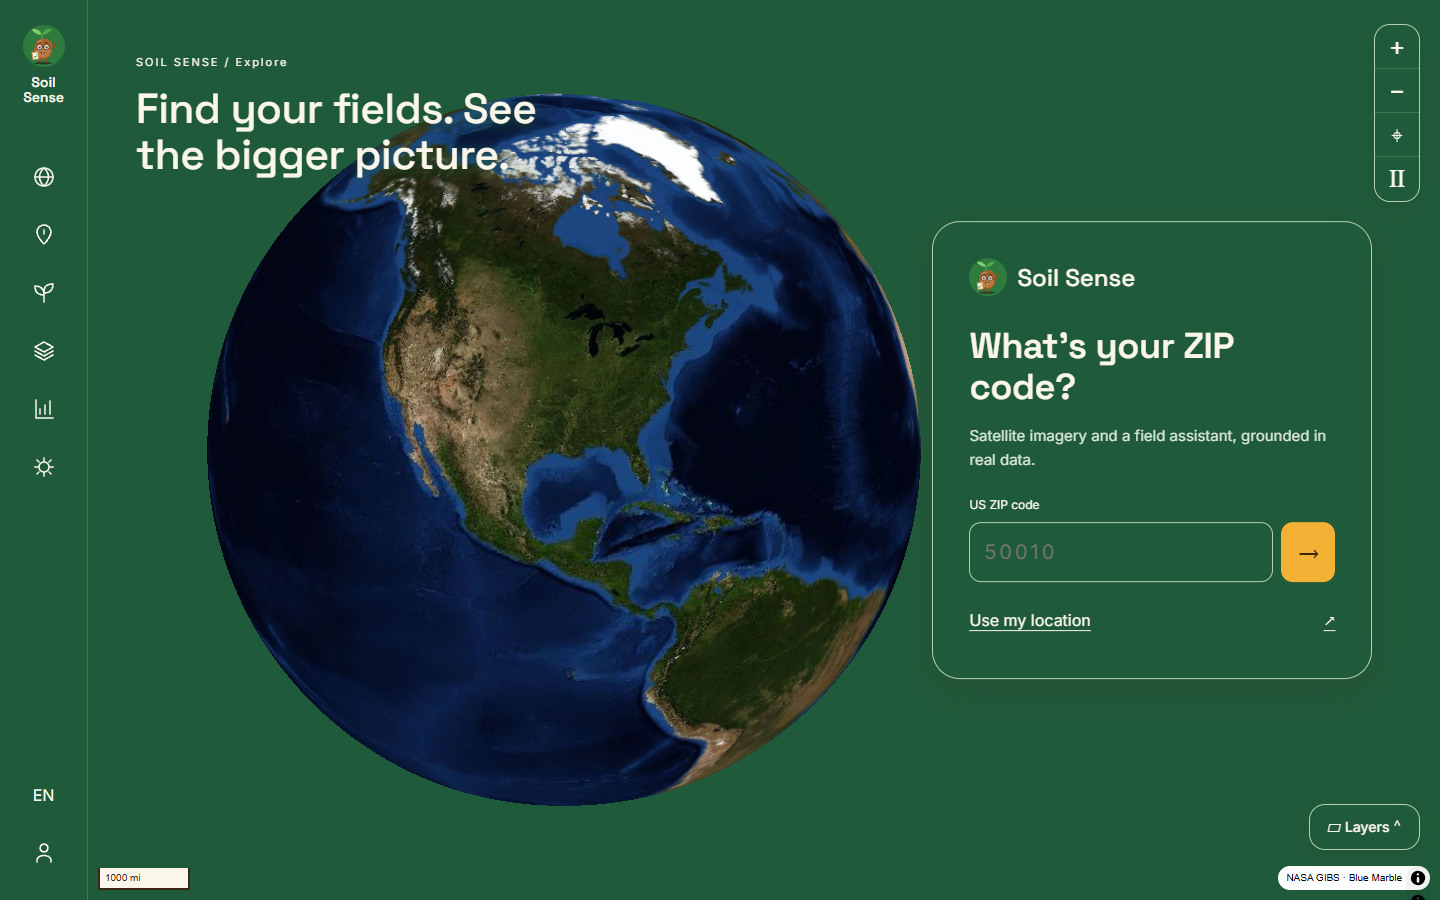 Soil
Sense
SOIL SENSE / Explore
Find your fields. See
the bigger picture.
Soil Sense
What's your ZIP
code?
Satellite imagery and a field assistant, grounded in
real data.
US ZIP code
50010
→
Use my location ↗
EN
Layers ^
1000 mi
NASA GIBS · Blue Marble